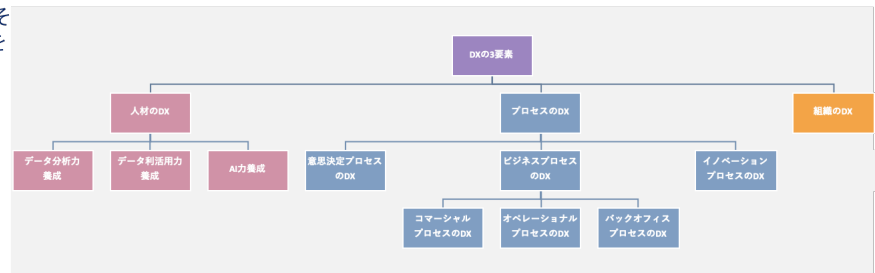 そ
DXの3要素
人材のDX
プロセスのDX
組織のDX
データ分析力
養成
データ利活用力
養成
AI力養成
意思決定プロセス
のDX
ビジネスプロセス
のDX
イノベーション
プロセスのDX
コマーシャル
プロセスのDX
オペレーショナル
プロセスのDX
バックオフィス
プロセスのDX